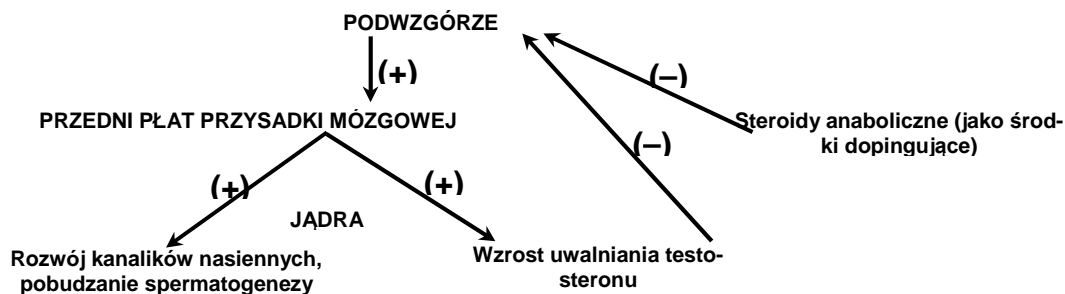 PODWZGÓRZE
(+)
(–)
PRZEDNI PŁAT PRZYSADKI MÓZGOWEJ
Steroidy anaboliczne (jako środ-
ki dopingujące)
(–)
(+)
(+)
JĄDRA
Rozwój kanalików nasiennych,
pobudzanie spermatogenezy
Wzrost uwalniania testo-
steronu